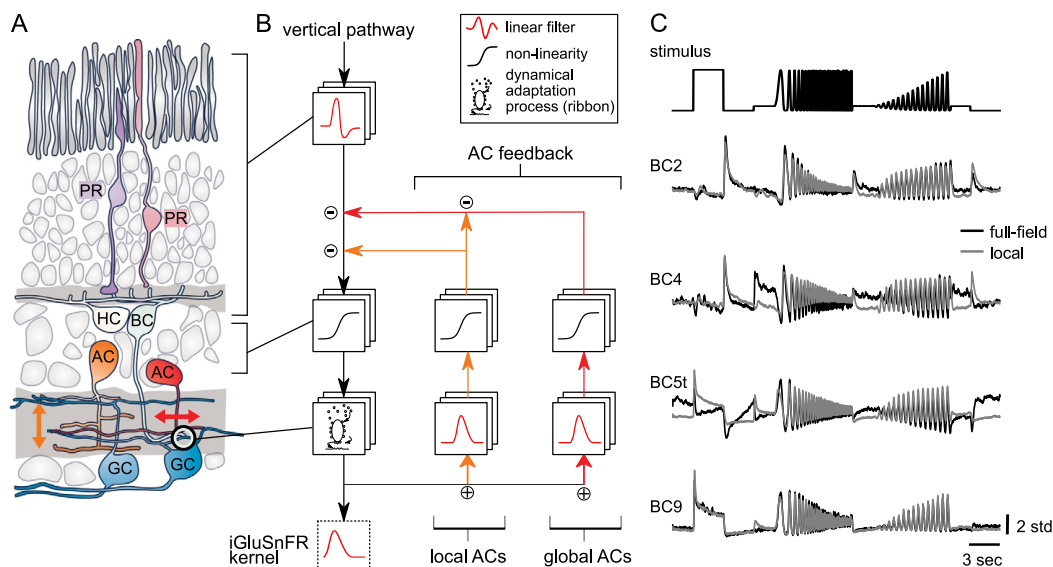 A
B
C
vertical pathway
linear filter
non-linearity
dynamical
adaptation
process (ribbon)
AC feedback
PR
PR
HC
BC
AC
AC
GC
GC
iGluSnFR
kernel
local ACs
global ACs
stimulus
BC2
full-field
local
BC4
BC5t
BC9
2 std
3 sec